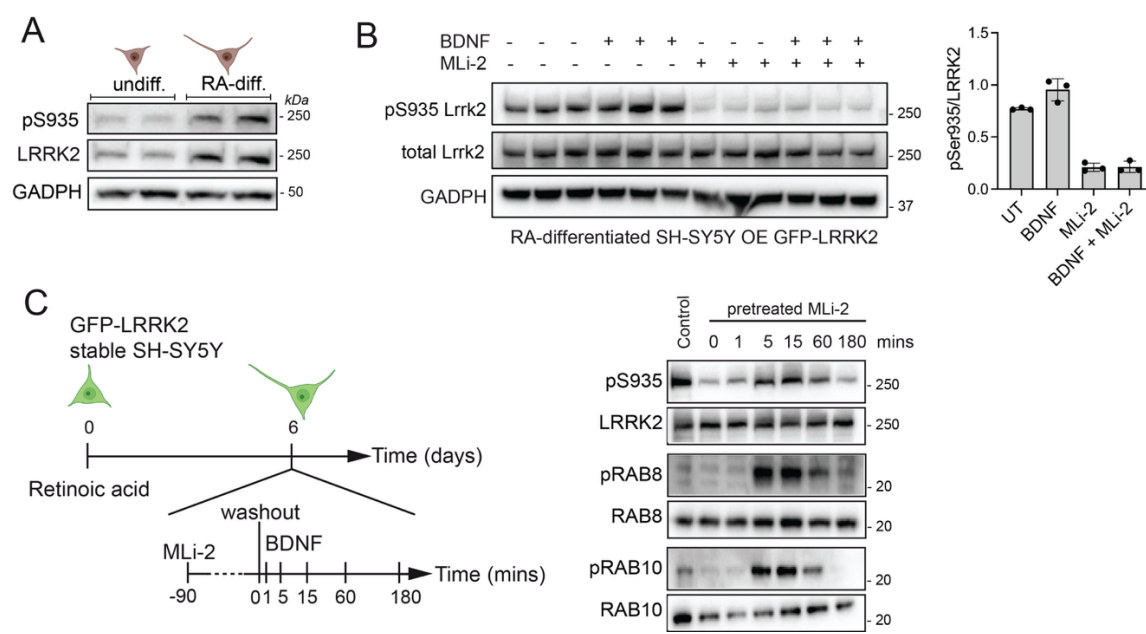 A
undiff. RA-diff.
kDa
pS935 - 250
LRRK2 - 250
GADPH - 50
B
BDNF - - - + + + - - - + + +
MLi-2 - - - - - - + + + + + +
pS935 Lrrk2 - 250
total Lrrk2 - 250
GADPH - 37
RA-differentiated SH-SY5Y OE GFP-LRRK2
pSer935/LRRK2
1.5
1.0
0.5
0.0
UT BDNF MLi-2 BDNF + MLi-2
C
GFP-LRRK2
stable SH-SY5Y
0 6
Time (days)
Retinoic acid
washout
MLi-2 BDNF
Time (mins)
-90 0 1 5 15 60 180
Control pretreated MLi-2
0 1 5 15 60 180 mins
pS935 - 250
LRRK2 - 250
pRAB8 - 20
RAB8 - 20
pRAB10 - 20
RAB10 - 20